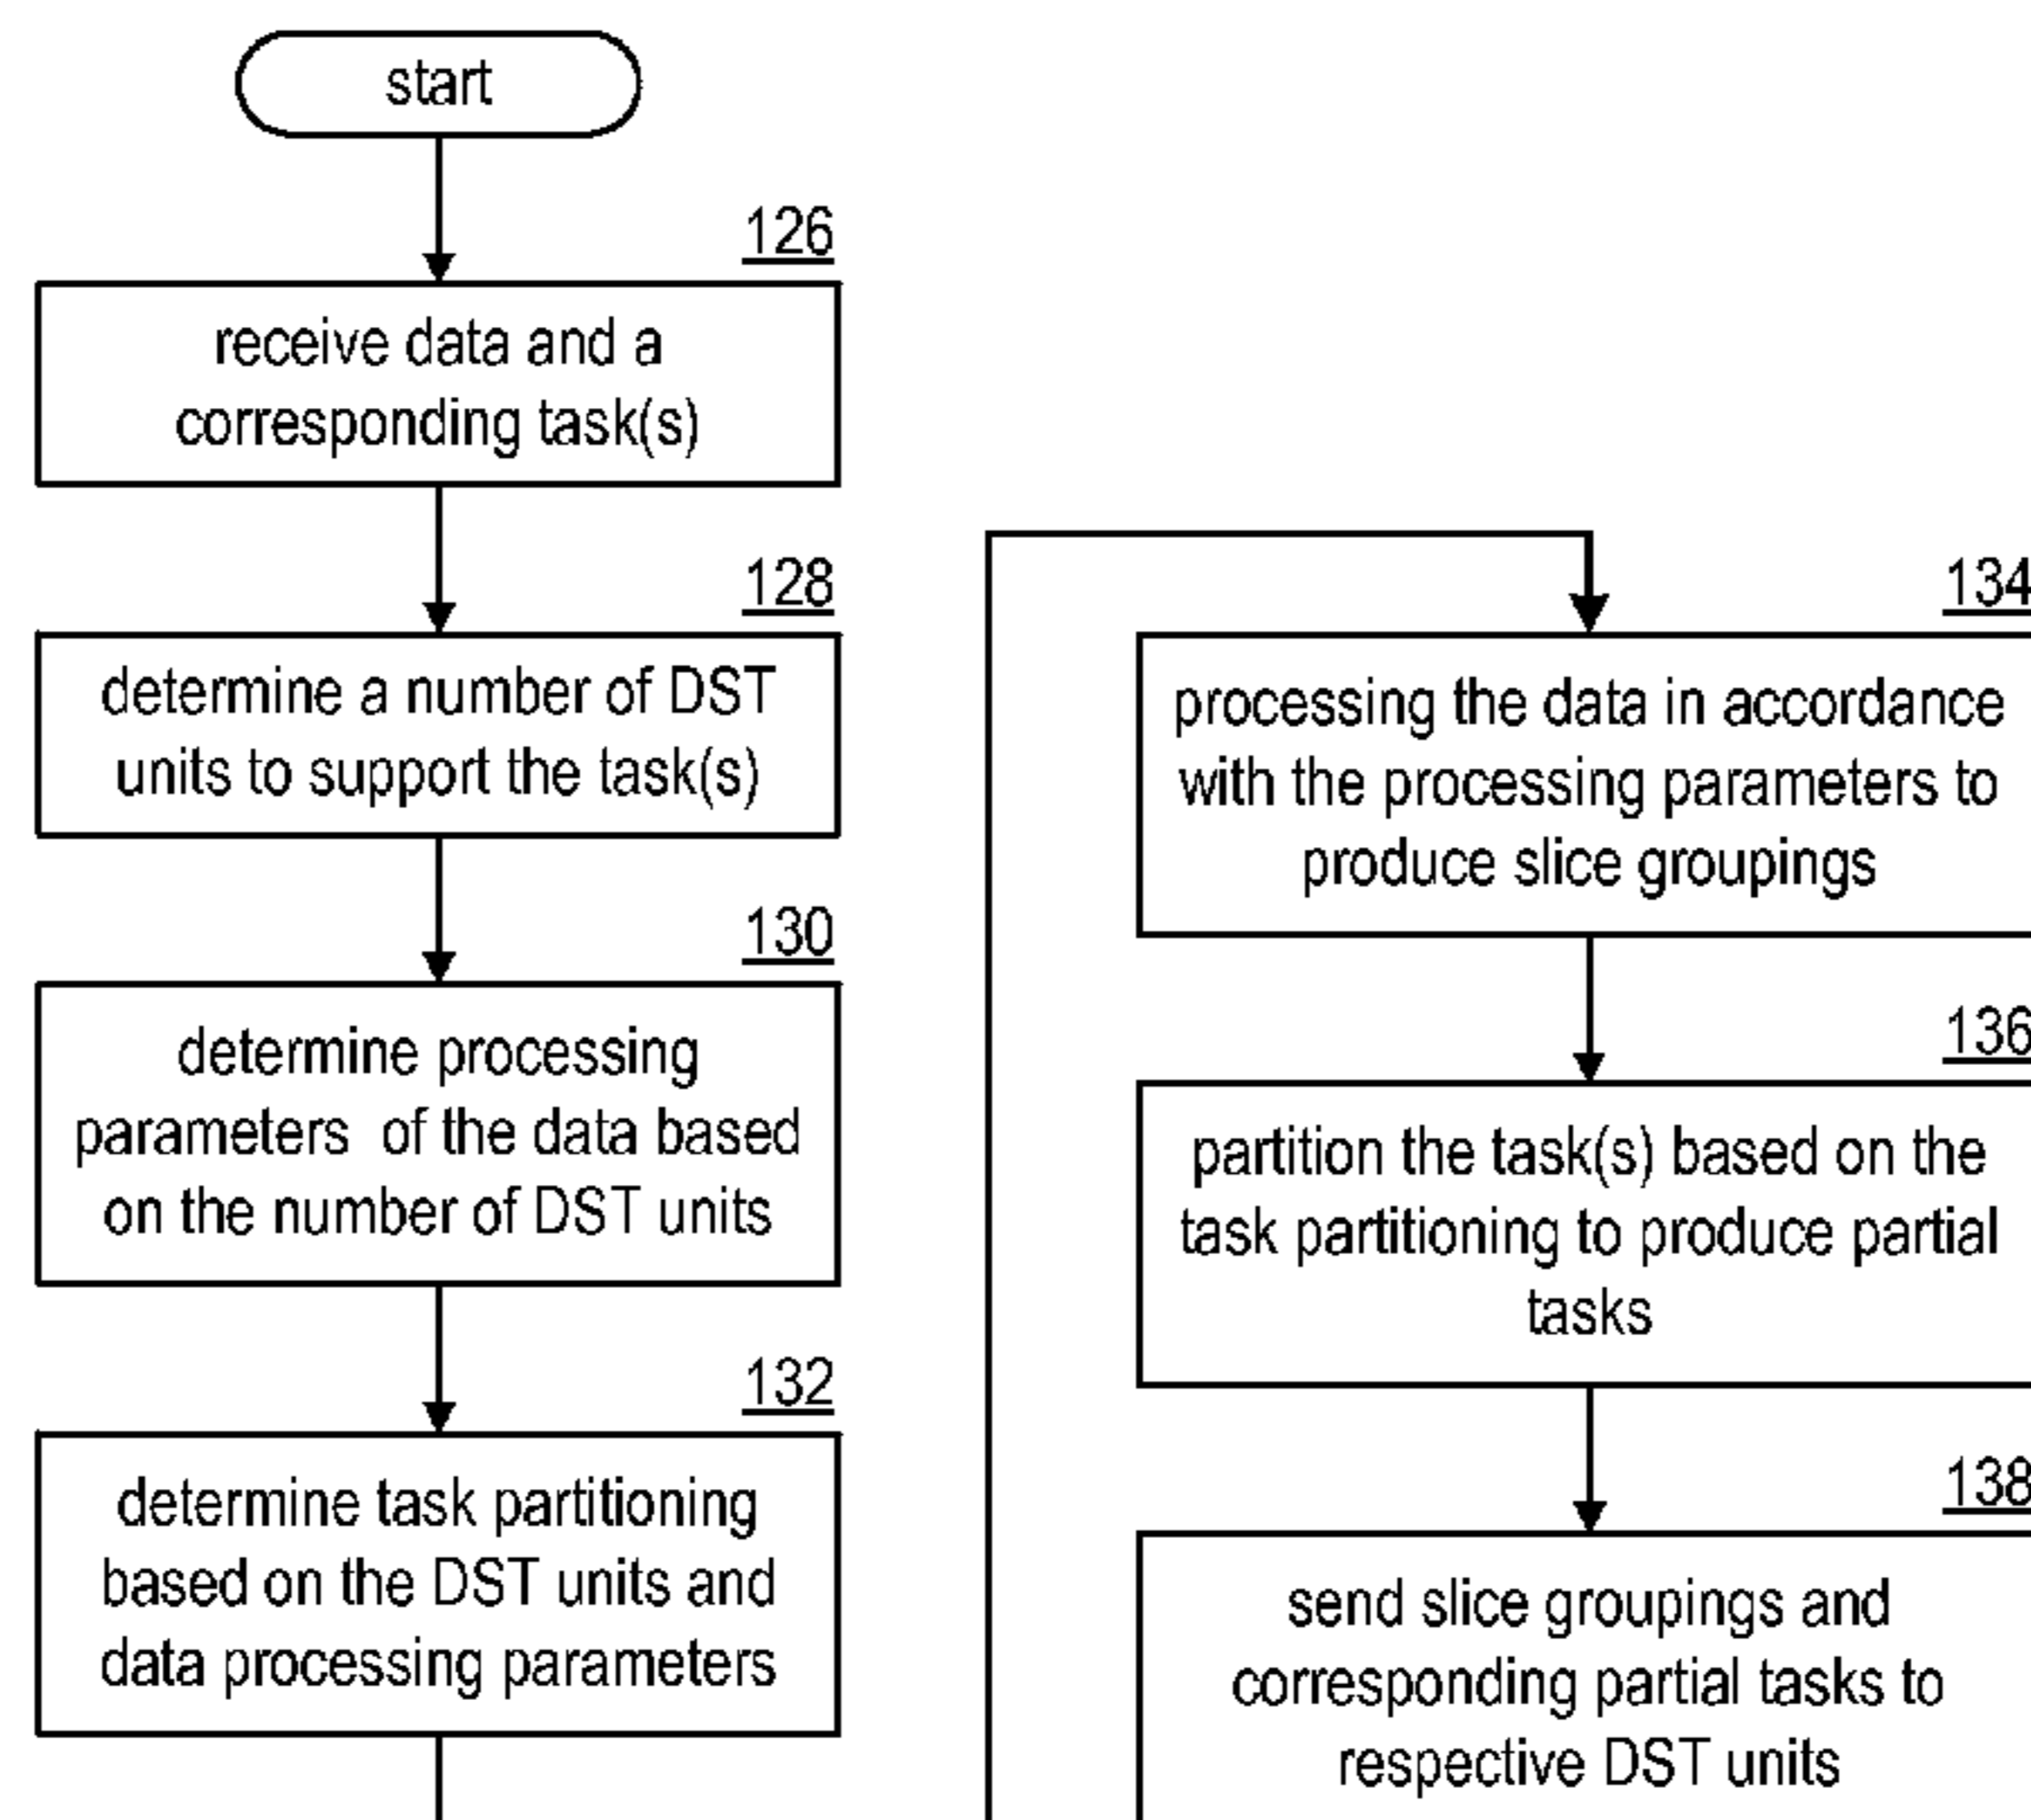 start
126
receive data and a
corresponding task(s)
128
determine a number of DST
units to support the task(s)
130
determine processing
parameters of the data based
on the number of DST units
132
determine task partitioning
based on the DST units and
data processing parameters
134
processing the data in accordance
with the processing parameters to
produce slice groupings
136
partition the task(s) based on the
task partitioning to produce partial
tasks
138
send slice groupings and
corresponding partial tasks to
respective DST units